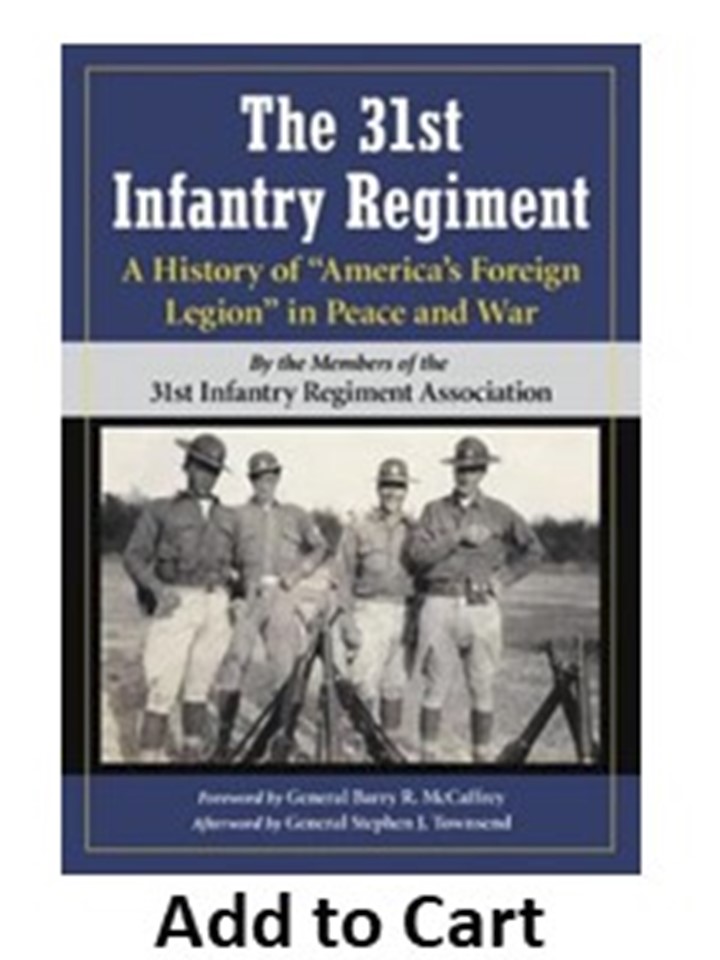 The 31st
Infantry Regiment
A History of “America’s Foreign
Legion” in Peace and War
By the Members of the
31st Infantry Regiment Association
Foreword by General Barry R. McCaffrey
Afterword by General Stephen J. Townsend
Add to Cart